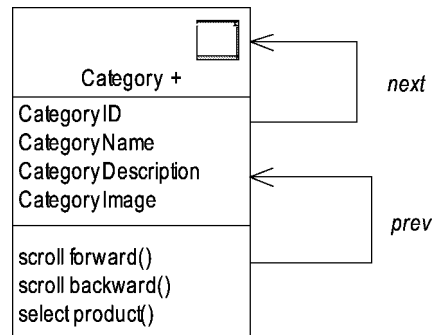 Category +
next
CategoryID
CategoryName
CategoryDescription
CategoryImage
prev
scroll forward()
scroll backward()
select product()